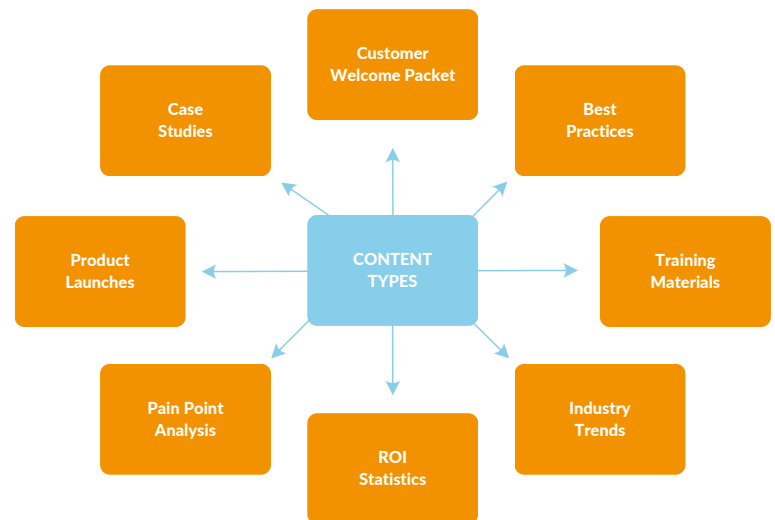 Customer
Welcome Packet
Case
Studies
Best
Practices
Product
Launches
CONTENT
TYPES
Training
Materials
Pain Point
Analysis
ROI
Statistics
Industry
Trends